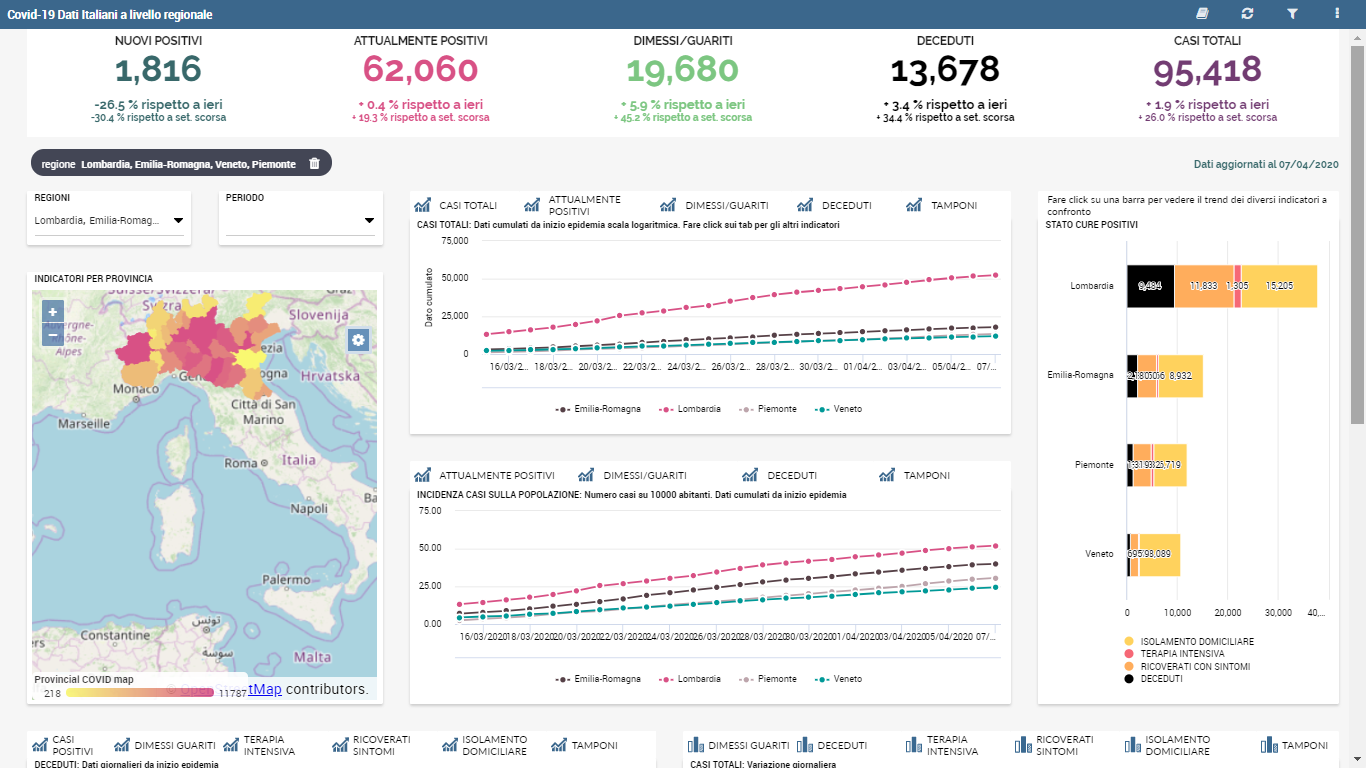 Covid-19 Dati Italiani a livello regionale
NUOVI POSITIVI
1,816
-26.5 % rispetto a ieri
-30.4 % rispetto a set. scorsa
ATTUALMENTE POSITIVI
62,060
+ 0.4 % rispetto a ieri
+ 19.3 % rispetto a set. scorsa
DIMESSI/GUARITI
19,680
+ 5.9 % rispetto a ieri
+ 45.2 % rispetto a set. scorsa
DECEDUTI
13,678
+ 3.4 % rispetto a ieri
+ 34.4 % rispetto a set. scorsa
CASI TOTALI
95,418
+ 1.9 % rispetto a ieri
+ 26.0 % rispetto a set. scorsa
regione Lombardia, Emilia-Romagna, Veneto, Piemonte
Dati aggiornati al 07/04/2020
REGIONI
Lombardia, Emilia-Romag...
PERIODO
INDICATORI PER PROVINCIA
+
−
Svizra
Graz
Auvergne-
Rhône-
Alpes
Slovenija
Hrvatska
Monaco
Marseille
Città di San
Marino
Roma
Italia
Napoli
Ba
Palermo
Constantine
تونس
سوسة
Malta
Provincial COVID map
218
11787
tMap contributors.
CASI TOTALI
ATTUALMENTE
POSITIVI
DIMESSI/GUARITI
DECEDUTI
TAMPONI
CASI TOTALI: Dati cumulati da inizio epidemia scala logaritmica. Fare click sui tab per gli altri indicatori
75,000
50,000
25,000
0
Dato cumulato
16/03/2... 18/03/2... 20/03/2... 22/03/2... 24/03/2... 26/03/2... 28/03/2... 30/03/2... 01/04/2... 03/04/2... 05/04/2... 07/...
Emilia-Romagna Lombardia Piemonte Veneto
ATTUALMENTE POSITIVI
DIMESSI/GUARITI
DECEDUTI
TAMPONI
INCIDENZA CASI SULLA POPOLAZIONE: Numero casi su 10000 abitanti. Dati cumulati da inizio epidemia
75.00
50.00
25.00
0.00
16/03/2020 18/03/2020 20/03/2020 22/03/2020 24/03/2020 26/03/2020 28/03/2020 30/03/2020 01/04/2020 03/04/2020 05/04/2020 07/...
Emilia-Romagna Lombardia Piemonte Veneto
Fare click su una barra per vedere il trend dei diversi indicatori a
confronto
STATO CURE POSITIVI
Lombardia 9,484 11,833 1,305 15,205
Emilia-Romagna 8,932
Piemonte
Veneto
0 10,000 20,000 30,000 40,...
ISOLAMENTO DOMICILIARE
TERAPIA INTENSIVA
RICOVERATI CON SINTOMI
DECEDUTI
CASI
POSITIVI
DIMESSI GUARITI
TERAPIA
INTENSIVA
RICOVERATI
SINTOMI
ISOLAMENTO
DOMICILIARE
TAMPONI
DECEDUTI: Dati giornalieri da inizio epidemia
DIMESSI GUARITI
DECEDUTI
TERAPIA
INTENSIVA
RICOVERATI
SINTOMI
ISOLAMENTO
DOMICILIARE
TAMPONI
CASI TOTALI: Variazione giornaliera